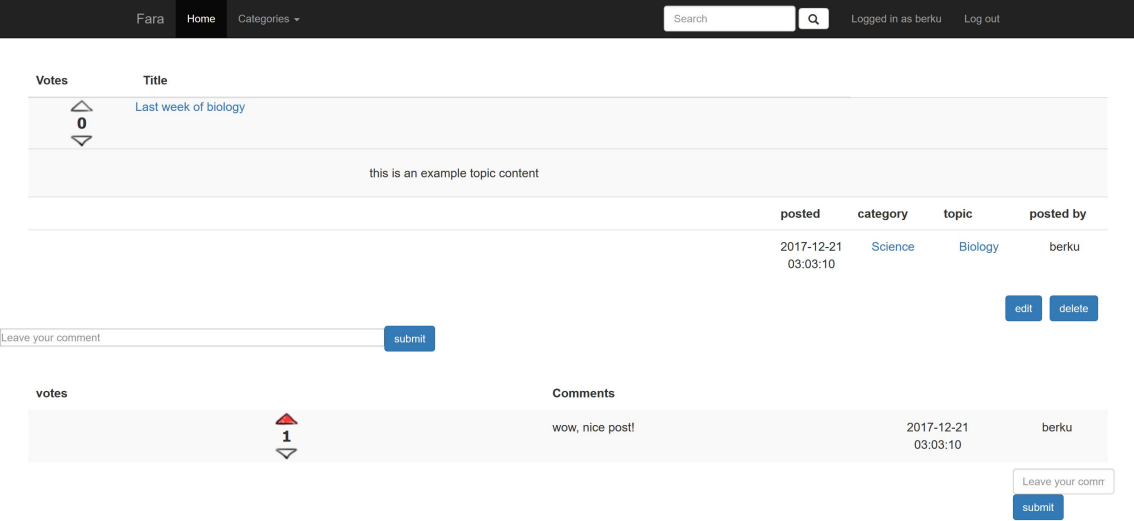 Fara Home Categories Search Logged in as berku Log out
Votes Title
Last week of biology
0
this is an example topic content
posted category topic posted by
2017-12-21 Science Biology berku
03:03:10
edit delete
Leave your comment submit
votes Comments
1 wow, nice post! 2017-12-21 berku
03:03:10
Leave your comm
submit